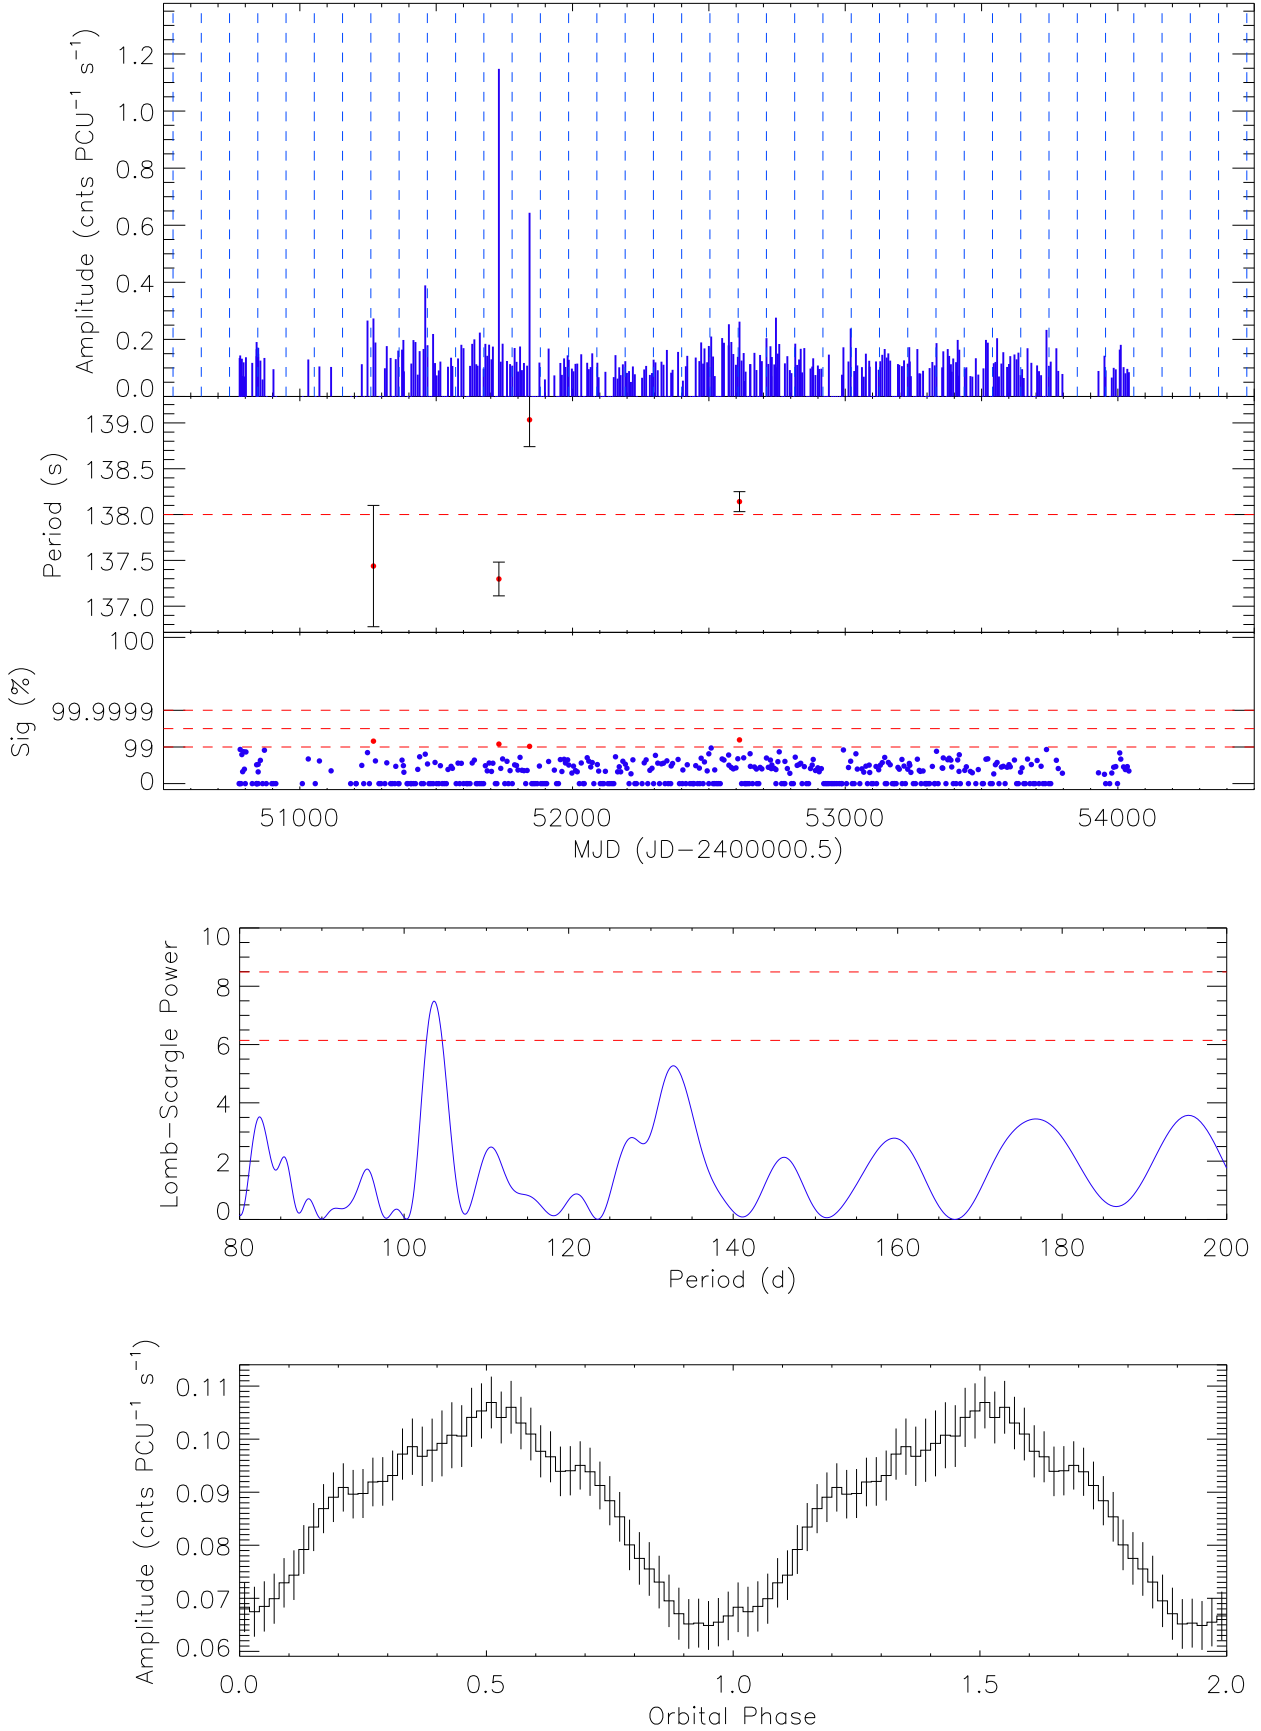 Amplitude (cnts PCU⁻¹ s⁻¹)
1.2
1.0
0.8
0.6
0.4
0.2
0.0
Period (s)
139.0
138.5
138.0
137.5
137.0
Sig (%)
100
99.9999
99
0
51000 52000 53000 54000
MJD (JD−2400000.5)
Lomb−Scargle Power
10
8
6
4
2
0
80 100 120 140 160 180 200
Period (d)
Amplitude (cnts PCU⁻¹ s⁻¹)
0.11
0.10
0.09
0.08
0.07
0.06
0.0 0.5 1.0 1.5 2.0
Orbital Phase